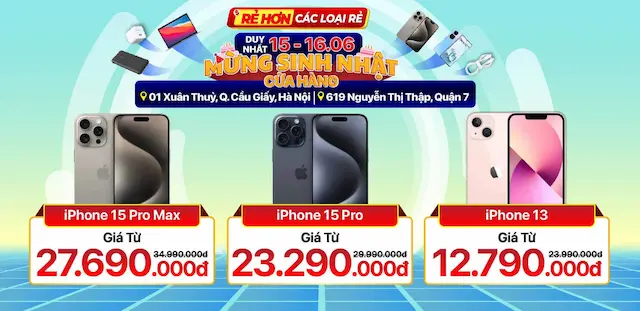 RẺ HƠN CÁC LOẠI RẺ
DUY NHẤT 15 - 16.06
MỪNG SINH NHẬT
CỬA HÀNG
01 Xuân Thuỷ, Q. Cầu Giấy, Hà Nội | 619 Nguyễn Thị Thập, Quận 7
iPhone 15 Pro Max
Giá Từ
34.990.000đ
27.690.000đ
iPhone 15 Pro
Giá Từ
29.990.000đ
23.290.000đ
iPhone 13
Giá Từ
23.990.000đ
12.790.000đ